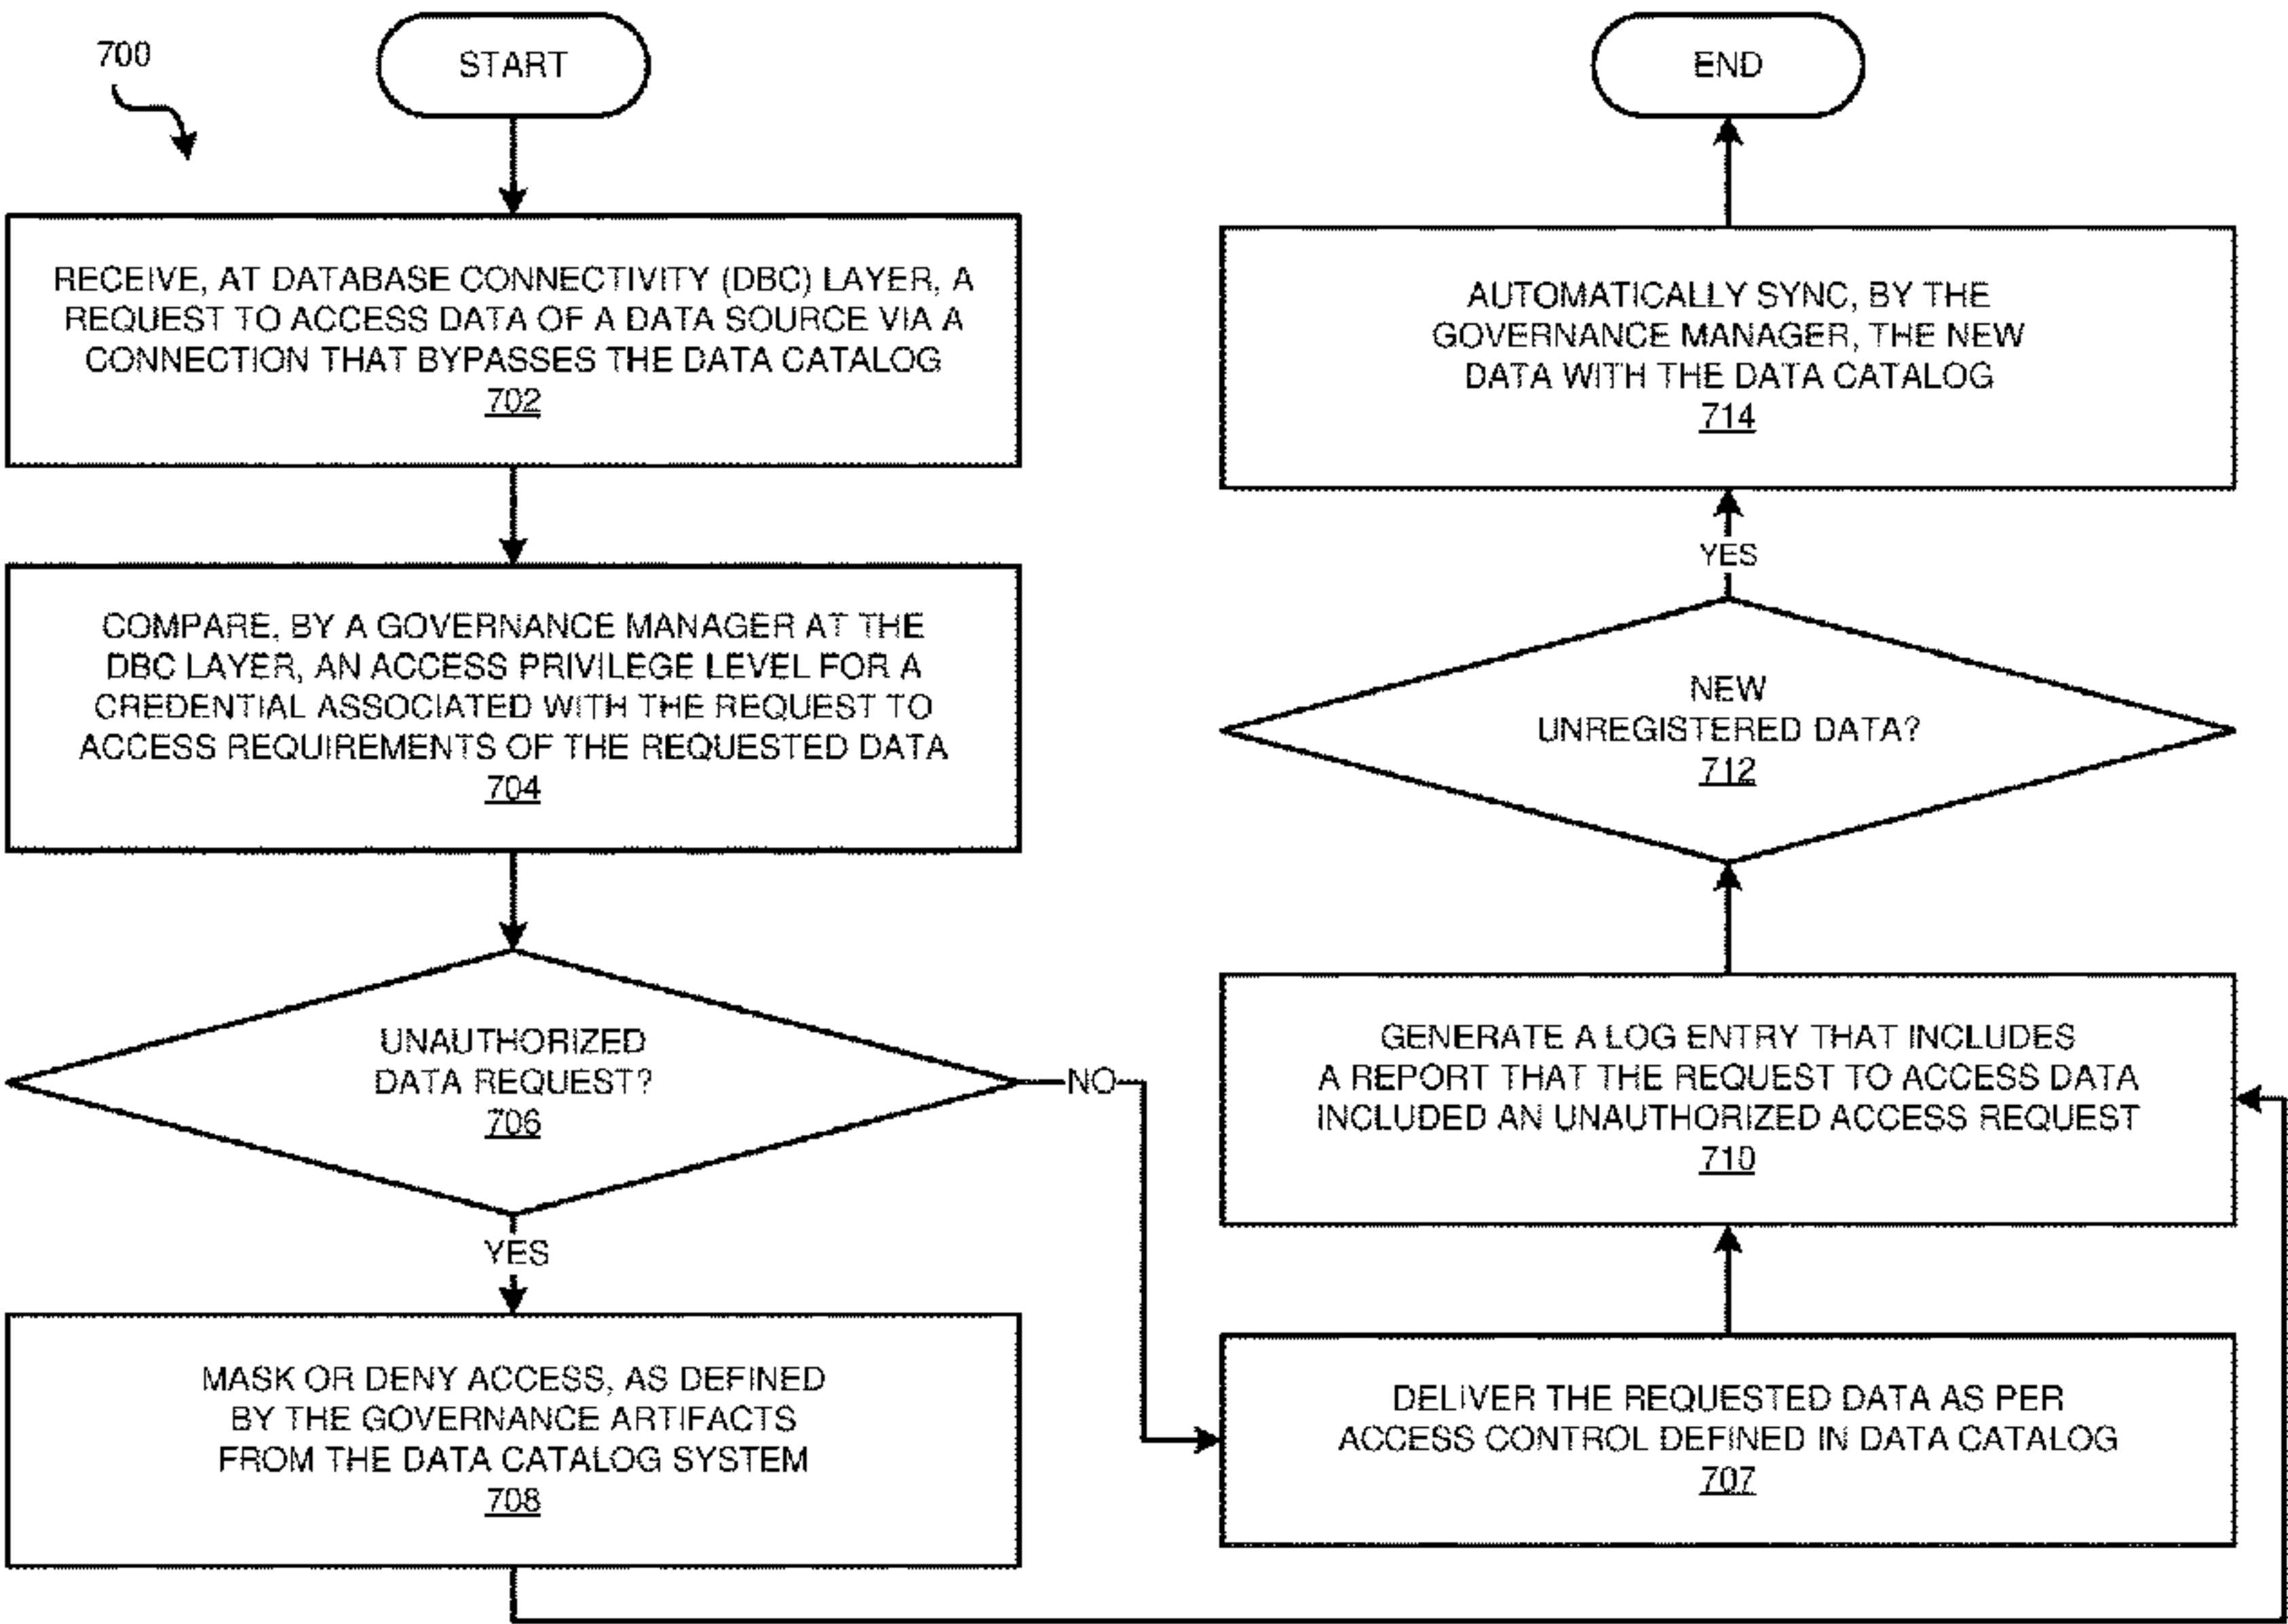 700
START
RECEIVE, AT DATABASE CONNECTIVITY (DBC) LAYER, A
REQUEST TO ACCESS DATA OF A DATA SOURCE VIA A
CONNECTION THAT BYPASSES THE DATA CATALOG
702
COMPARE, BY A GOVERNANCE MANAGER AT THE
DBC LAYER, AN ACCESS PRIVILEGE LEVEL FOR A
CREDENTIAL ASSOCIATED WITH THE REQUEST TO
ACCESS REQUIREMENTS OF THE REQUESTED DATA
704
UNAUTHORIZED
DATA REQUEST?
706
NO
YES
MASK OR DENY ACCESS, AS DEFINED
BY THE GOVERNANCE ARTIFACTS
FROM THE DATA CATALOG SYSTEM
708
DELIVER THE REQUESTED DATA AS PER
ACCESS CONTROL DEFINED IN DATA CATALOG
707
GENERATE A LOG ENTRY THAT INCLUDES
A REPORT THAT THE REQUEST TO ACCESS DATA
INCLUDED AN UNAUTHORIZED ACCESS REQUEST
710
NEW
UNREGISTERED DATA?
712
YES
AUTOMATICALLY SYNC, BY THE
GOVERNANCE MANAGER, THE NEW
DATA WITH THE DATA CATALOG
714
END